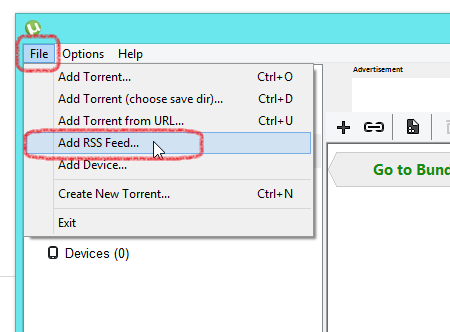 File Options Help
Advertisement
Add Torrent... Ctrl+O
Add Torrent (choose save dir)... Ctrl+D
Add Torrent from URL... Ctrl+U
Add RSS Feed...
Add Device...
Go to Bund
Create New Torrent... Ctrl+N
Exit
Devices (0)